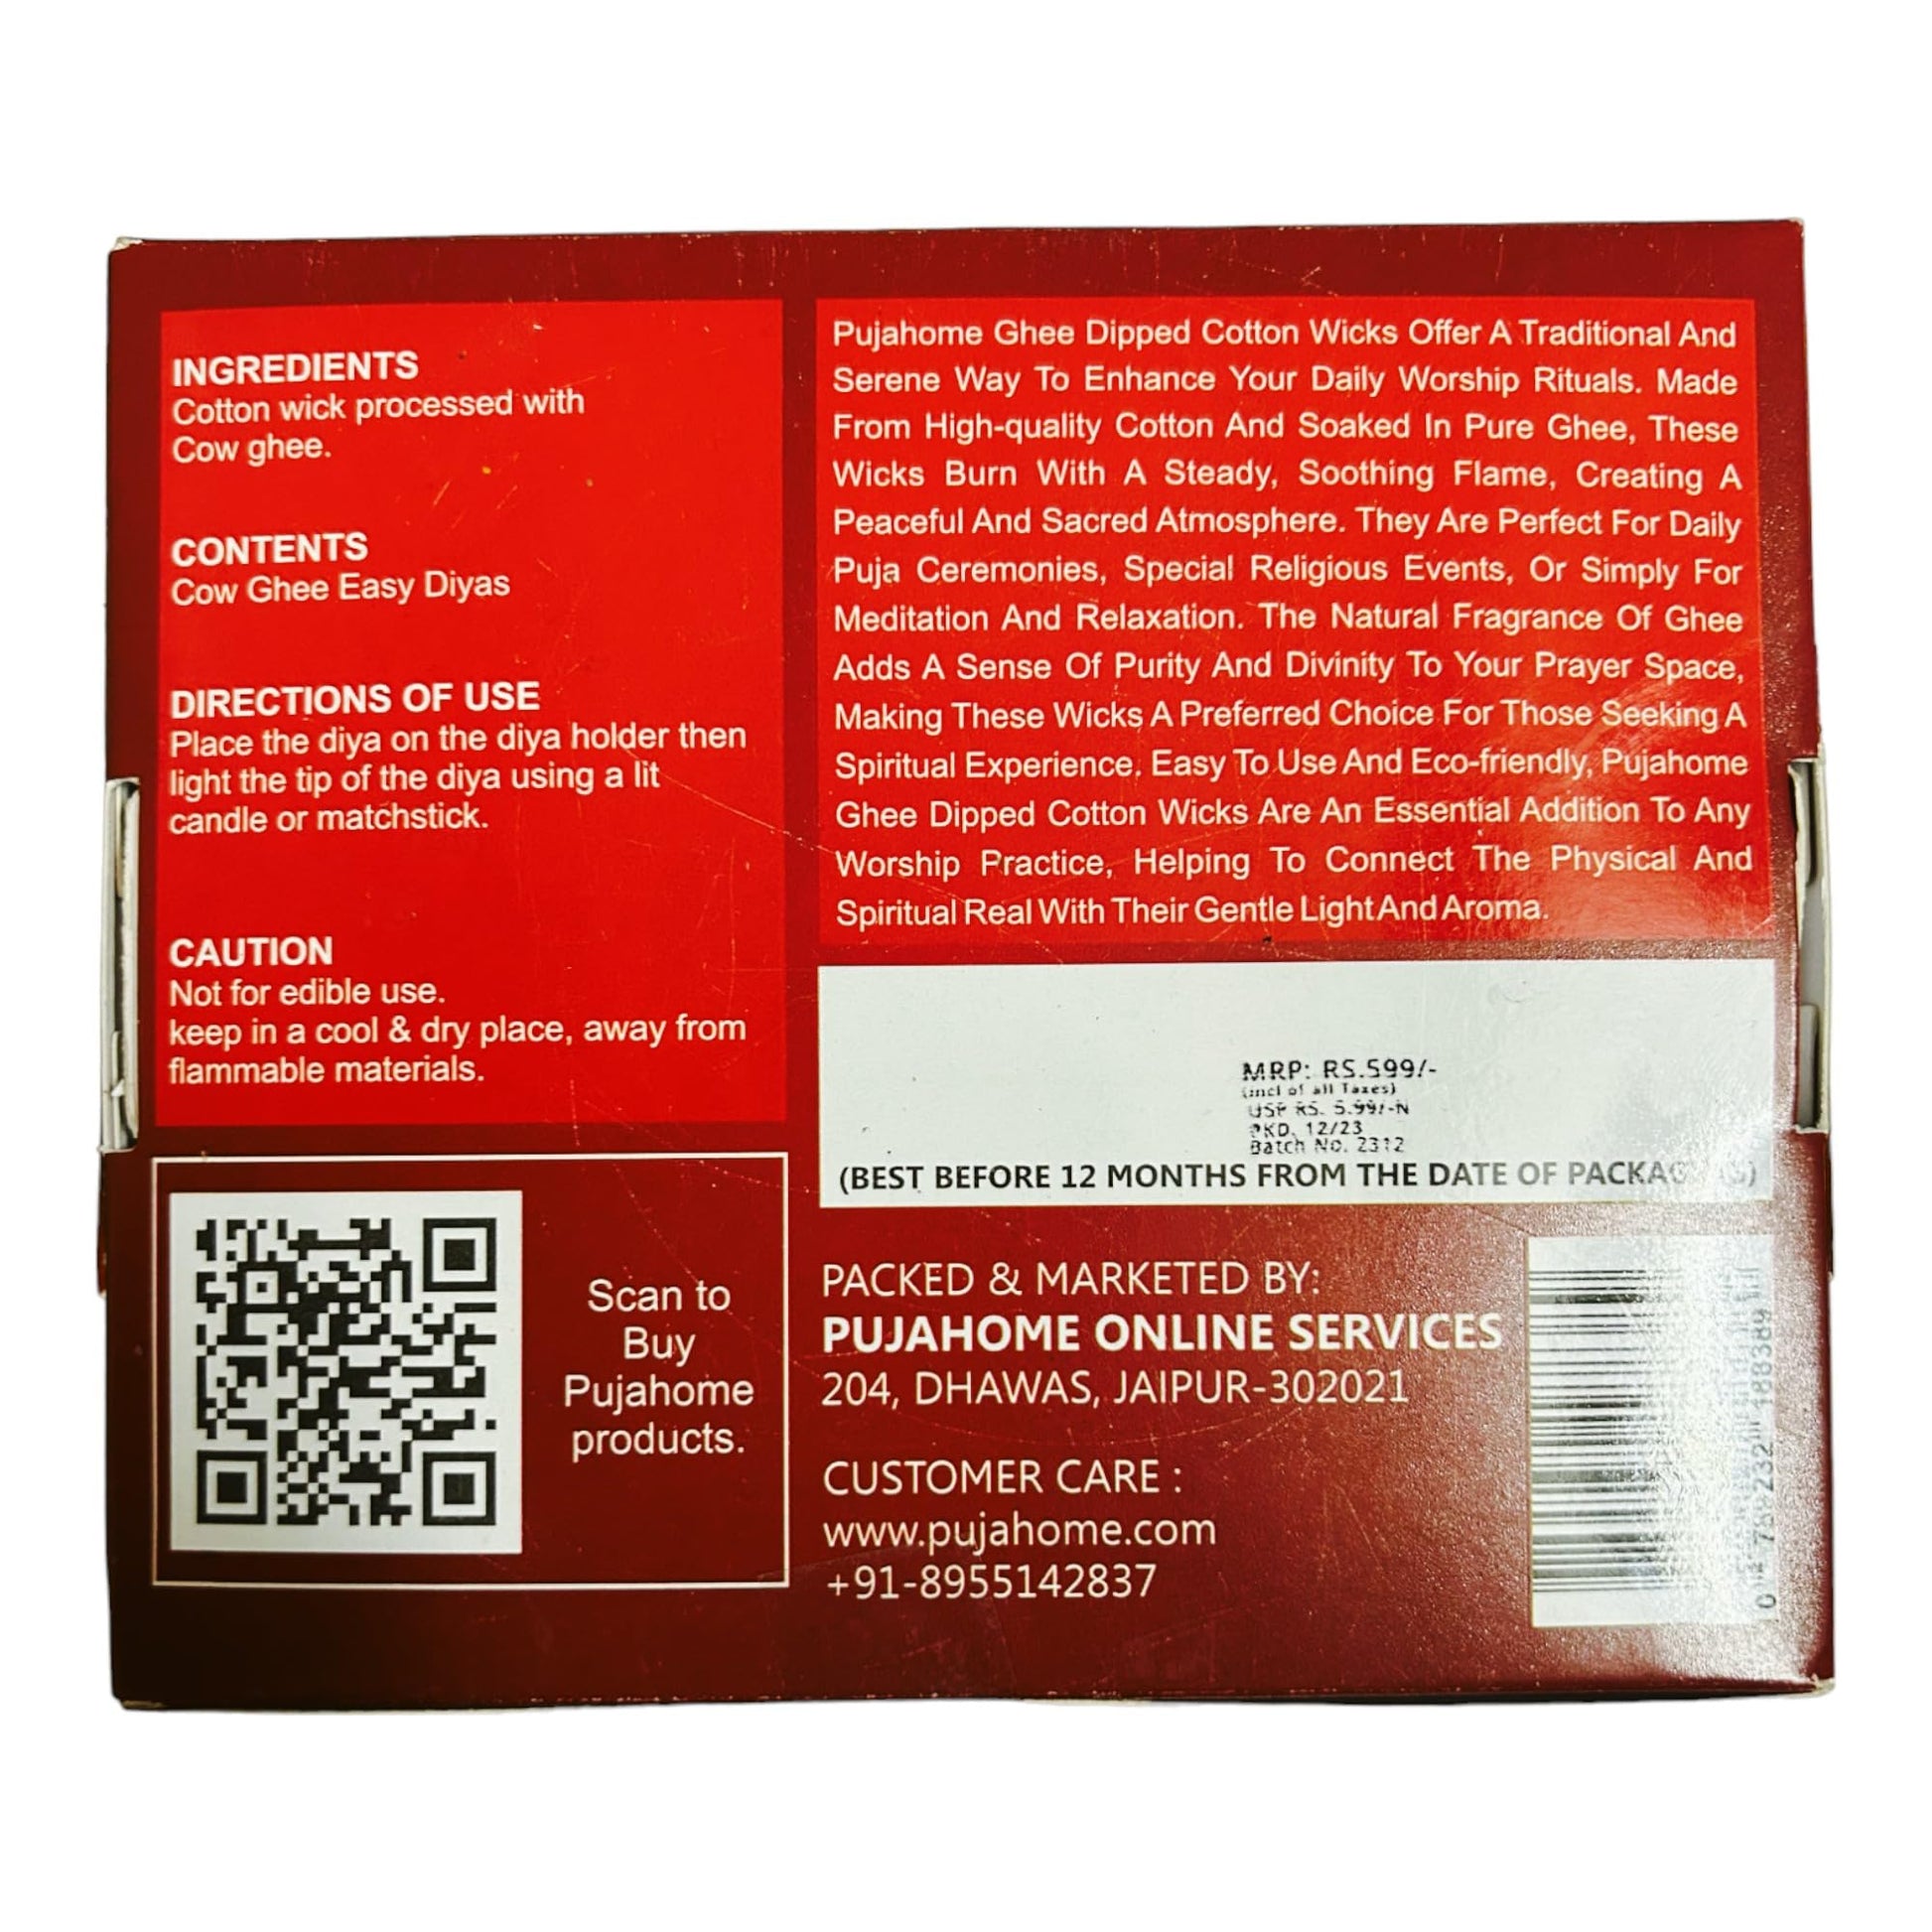 INGREDIENTS
Cotton wick processed with
Cow ghee.
CONTENTS
Cow Ghee Easy Diyas
DIRECTIONS OF USE
Place the diya on the diya holder then
light the tip of the diya using a lit
candle or matchstick.
CAUTION
Not for edible use.
keep in a cool & dry place, away from
flammable materials.
Scan to
Buy
Pujahome
products.
Pujahome Ghee Dipped Cotton Wicks Offer A Traditional And
Serene Way To Enhance Your Daily Worship Rituals. Made
From High-quality Cotton And Soaked In Pure Ghee, These
Wicks Burn With A Steady, Soothing Flame, Creating A
Peaceful And Sacred Atmosphere. They Are Perfect For Daily
Puja Ceremonies, Special Religious Events, Or Simply For
Meditation And Relaxation. The Natural Fragrance Of Ghee
Adds A Sense Of Purity And Divinity To Your Prayer Space,
Making These Wicks A Preferred Choice For Those Seeking A
Spiritual Experience. Easy To Use And Eco-friendly, Pujahome
Ghee Dipped Cotton Wicks Are An Essential Addition To Any
Worship Practice, Helping To Connect The Physical And
Spiritual Real With Their Gentle Light And Aroma.
MRP: RS.599/-
(incl of all Taxes)
USP RS. 5.99/-N
PKD. 12/23
Batch No. 2312
(BEST BEFORE 12 MONTHS FROM THE DATE OF
PACKED & MARKETED BY:
PUJAHOME ONLINE SERVICES
204, DHAWAS, JAIPUR-302021
CUSTOMER CARE :
www.pujahome.com
+91-8955142837